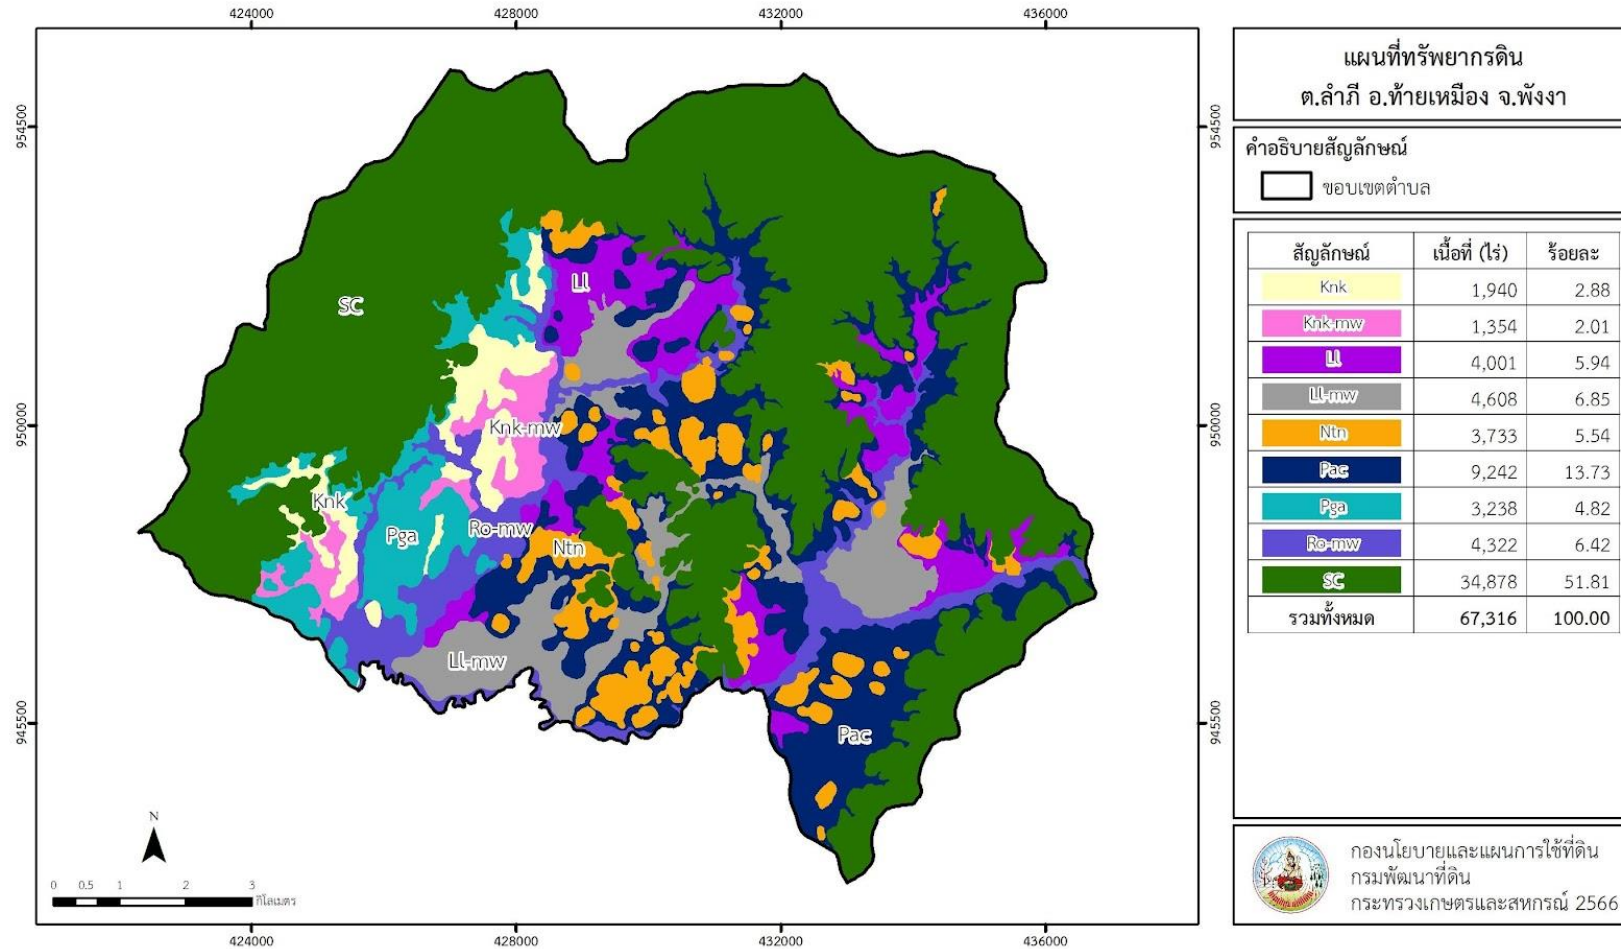 424000 428000 432000 436000
954500 954500
950000 950000
945500 945500
SC
Ll
Knk-mw
Knk
Pga
Ro-mw
Ntn
Ll-mw
Pac
N
0 0.5 1 2 3
กิโลเมตร
424000 428000 432000 436000
แผนที่ทรัพยากรดิน
ต.ลำภี อ.ท้ายเหมือง จ.พังงา
คำอธิบายสัญลักษณ์
ขอบเขตตำบล
สัญลักษณ์ เนื้อที่ (ไร่) ร้อยละ
Knk 1,940 2.88
Knk-mw 1,354 2.01
Ll 4,001 5.94
Ll-mw 4,608 6.85
Ntn 3,733 5.54
Pac 9,242 13.73
Pga 3,238 4.82
Ro-mw 4,322 6.42
SC 34,878 51.81
รวมทั้งหมด 67,316 100.00
กองนโยบายและแผนการใช้ที่ดิน
กรมพัฒนาที่ดิน
กระทรวงเกษตรและสหกรณ์ 2566